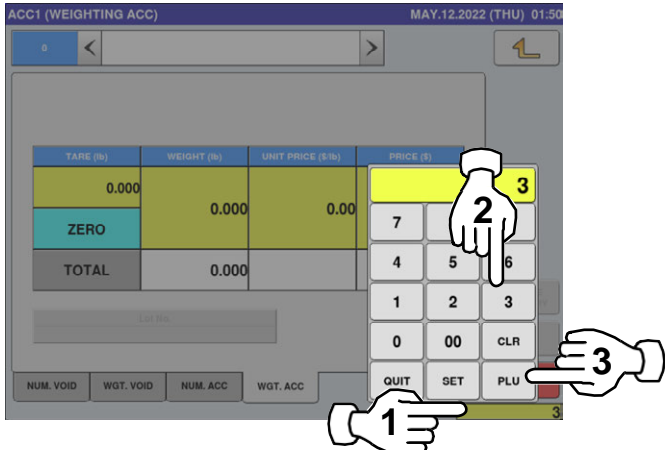 ACC1 (WEIGHTING ACC) MAY.12.2022 (THU) 01:50
0
TARE (lb) WEIGHT (lb) UNIT PRICE ($/lb) PRICE ($)
0.000 0.000 0.00
ZERO
TOTAL 0.000
Lot No.
3
7
4 5 6
1 2 3
0 00 CLR
QUIT SET PLU
NUM. VOID WGT. VOID NUM. ACC WGT. ACC
3
2
3
1